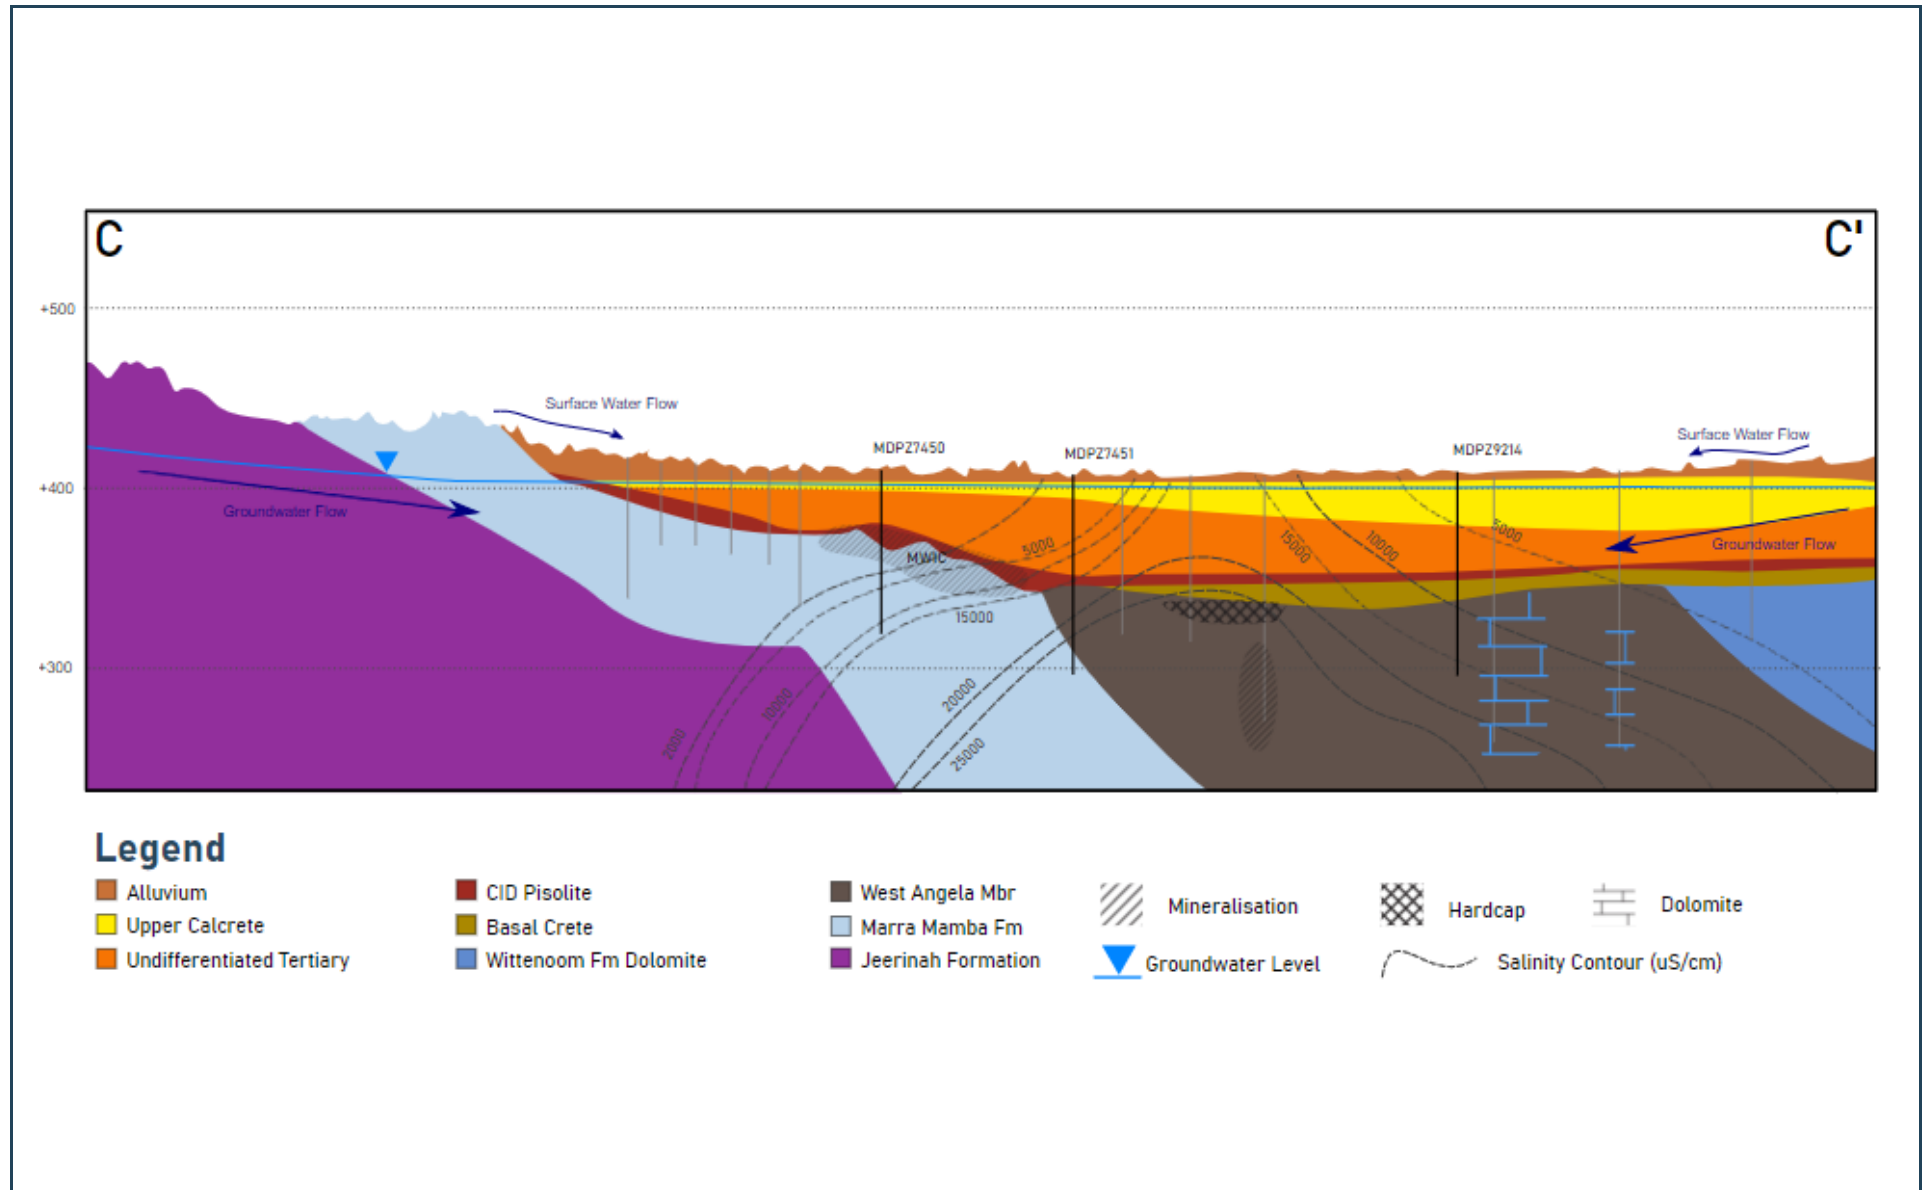 C
C'
+500
Surface Water Flow
Surface Water Flow
MDPZ7450
MDPZ7451
MDPZ9214
+400
Groundwater Flow
5000
15000
10000
5000
Groundwater Flow
MWIC
15000
+300
2000
10000
20000
25000
Legend
Alluvium
CID Pisolite
West Angela Mbr
Mineralisation
Hardcap
Dolomite
Upper Calcrete
Basal Crete
Marra Mamba Fm
Undifferentiated Tertiary
Wittenoom Fm Dolomite
Jeerinah Formation
Groundwater Level
Salinity Contour (uS/cm)